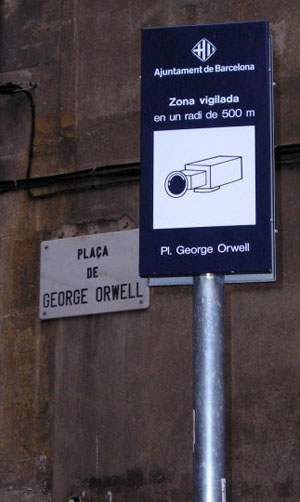 Ajuntament de Barcelona
Zona vigilada
en un radi de 500 m
Pl. George Orwell
PLAÇA
DE
GEORGE ORWELL